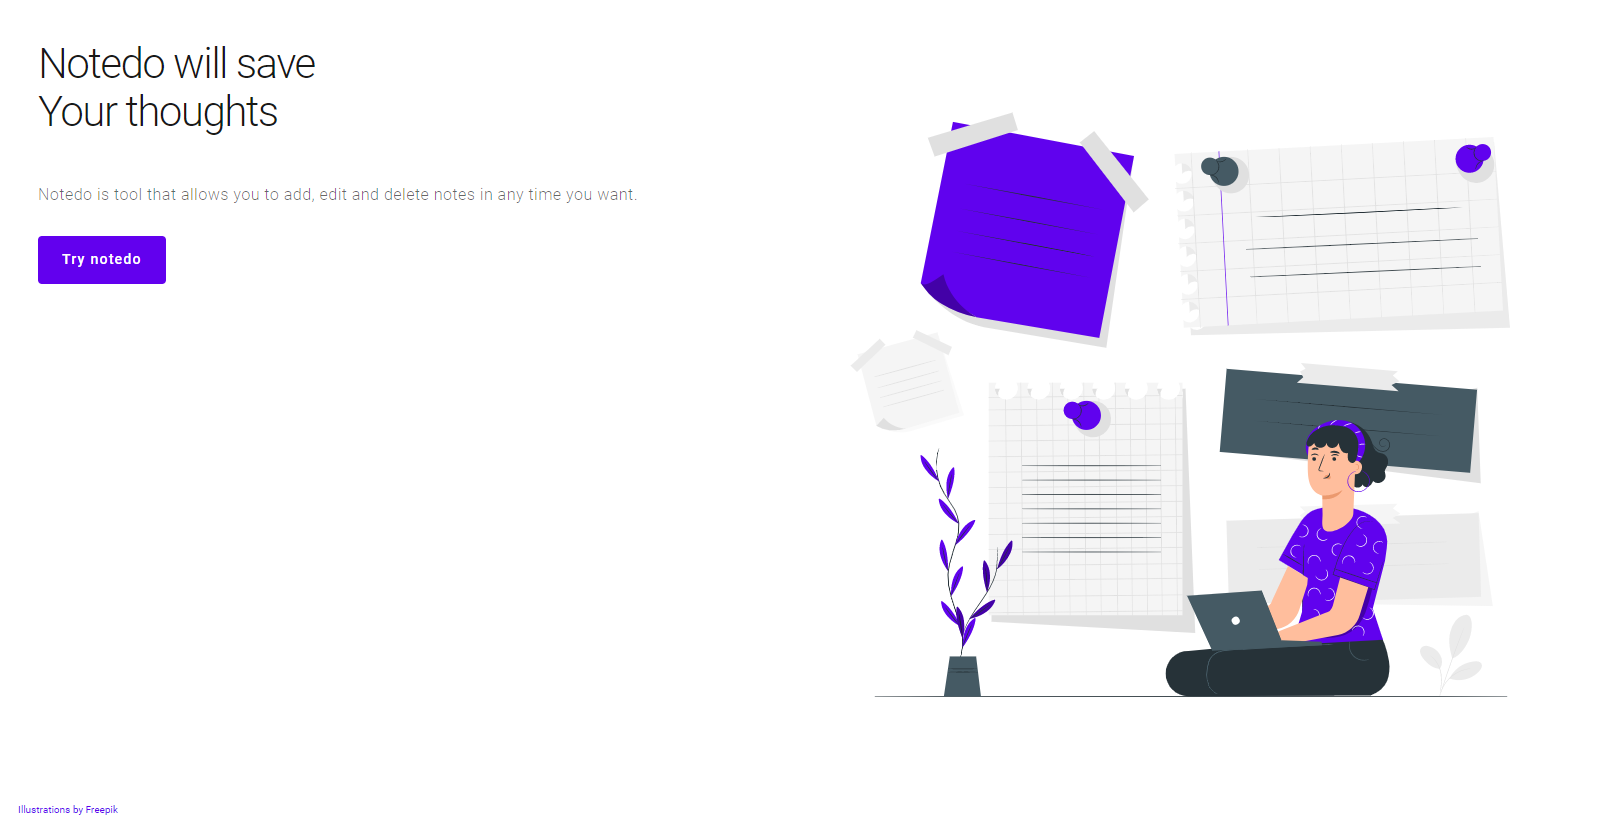 Notedo will save
Your thoughts
Notedo is tool that allows you to add, edit and delete notes in any time you want.
Try notedo
Illustrations by Freepik